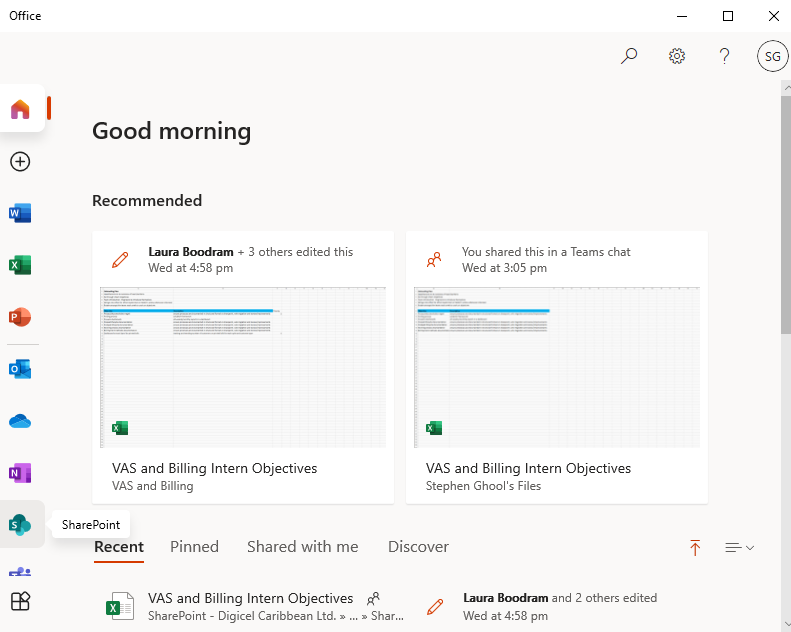 Office
SG
Good morning
Recommended
Laura Boodram + 3 others edited this
Wed at 4:58 pm
You shared this in a Teams chat
Wed at 3:05 pm
VAS and Billing Intern Objectives
VAS and Billing
VAS and Billing Intern Objectives
Stephen Ghool's Files
SharePoint
Recent Pinned Shared with me Discover
VAS and Billing Intern Objectives
SharePoint - Digicel Caribbean Ltd. » ... » Shar...
Laura Boodram and 2 others edited
Wed at 4:58 pm